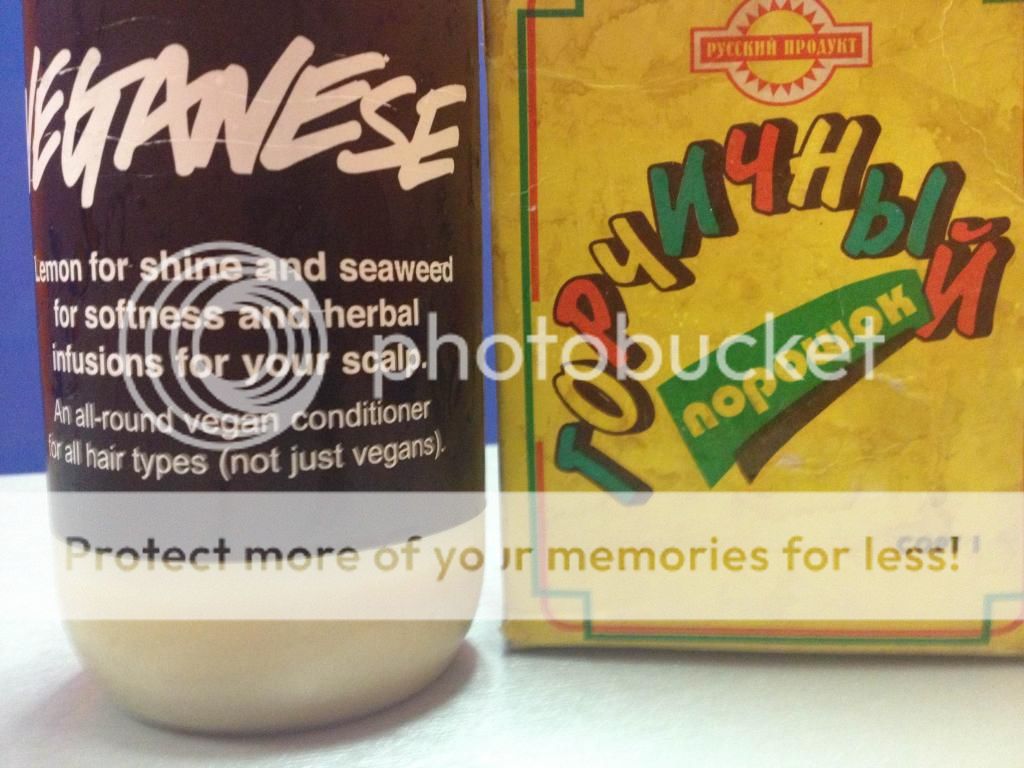 VEGANESE
Lemon for shine and seaweed
for softness and herbal
infusions for your scalp.
An all-round vegan conditioner
for all hair types (not just vegans).
РУССКИЙ ПРОДУКТ
ГОРЧИЧНЫЙ
порошок
СОРТ 1
photobucket
Protect more of your memories for less!